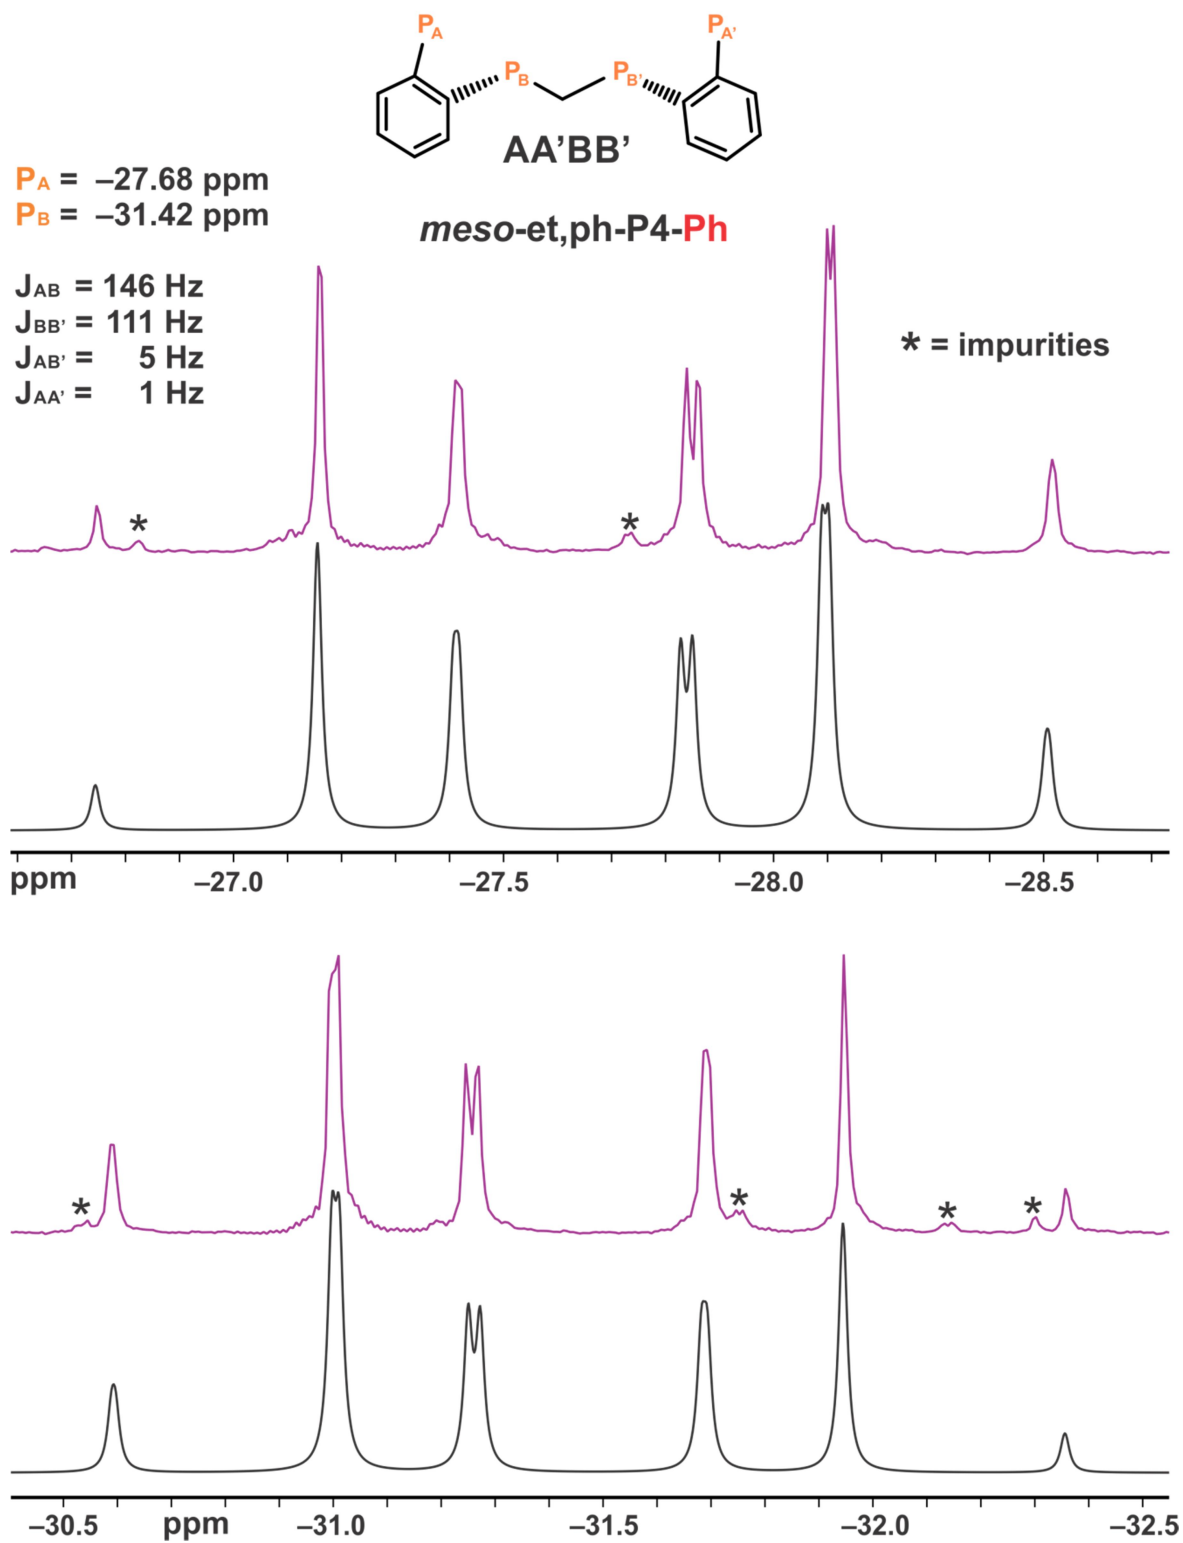 PA PA'
PB PB'
AA’BB’
PA = –27.68 ppm
PB = –31.42 ppm
meso-et,ph-P4-Ph
JAB = 146 Hz
JBB' = 111 Hz
JAB' = 5 Hz
JAA' = 1 Hz
* = impurities
* *
ppm –27.0 –27.5 –28.0 –28.5
* * * *
–30.5 ppm –31.0 –31.5 –32.0 –32.5